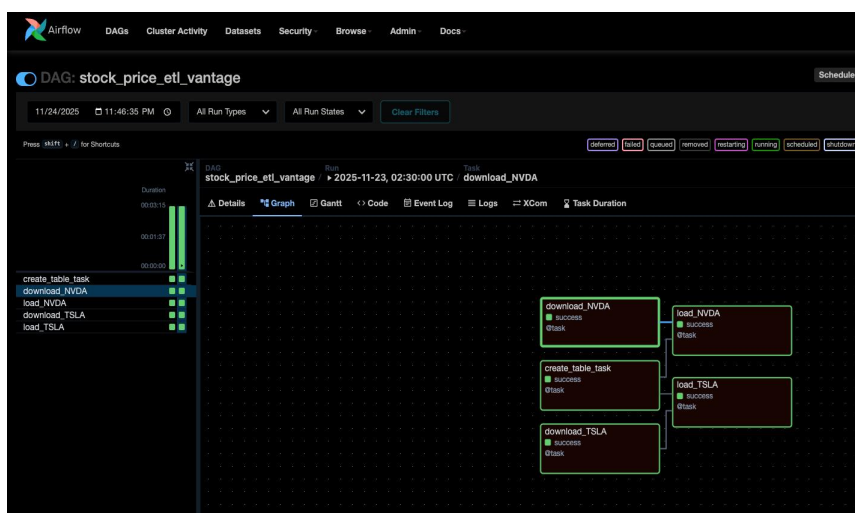 Airflow DAGs Cluster Activity Datasets Security Browse Admin Docs
DAG: stock_price_etl_vantage
Schedule
11/24/2025 11:46:35 PM All Run Types All Run States Clear Filters
Press shift + / for Shortcuts
deferred failed queued removed restarting running scheduled shutdown
DAG Run Task
stock_price_etl_vantage / 2025-11-23, 02:30:00 UTC / download_NVDA
Details Graph Gantt Code Event Log Logs XCom Task Duration
Duration
00:03:15
00:01:37
00:00:00
create_table_task
download_NVDA
load_NVDA
download_TSLA
load_TSLA
download_NVDA
success
@task
load_NVDA
success
@task
create_table_task
success
@task
load_TSLA
success
@task
download_TSLA
success
@task